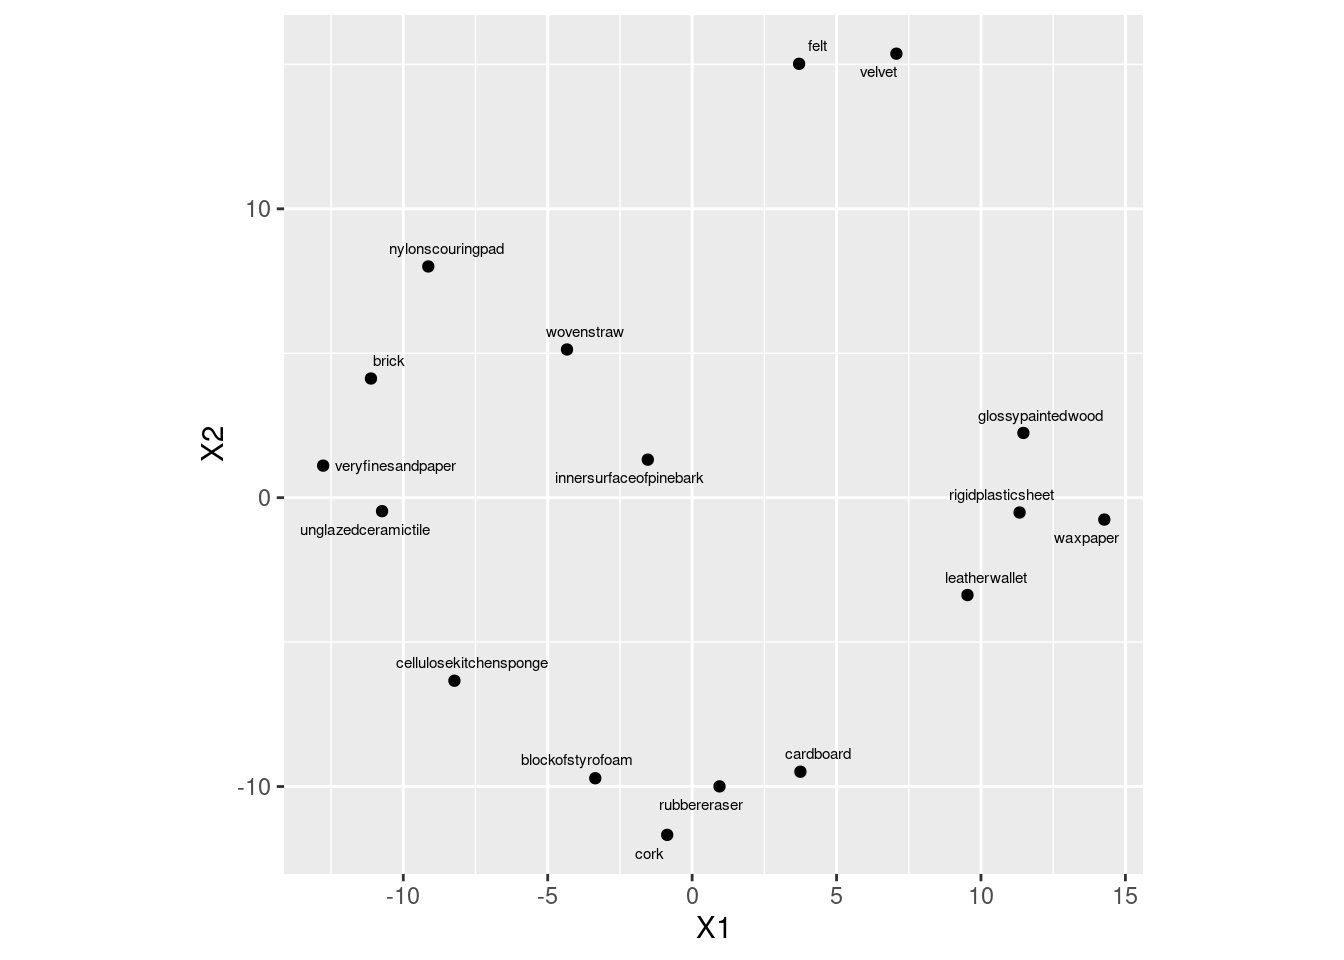 felt
velvet
10
nylonscouringpad
wovenstraw
brick
glossypaintedwood
X2
veryfinesandpaper
innersurfaceofpinebark
0
rigidplasticsheet
unglazedceramictile
waxpaper
leatherwallet
cellulosekitchensponge
blockofstyrofoam
cardboard
-10
rubbereraser
cork
-10 -5 0 5 10 15
X1